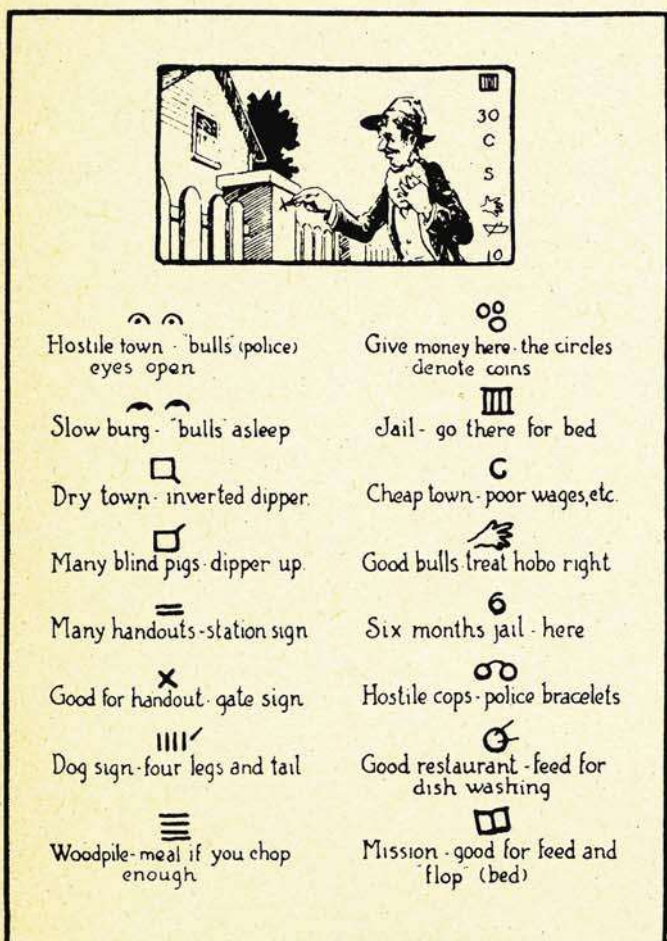 30
C
S
10
Hostile town - "bulls" (police)
eyes open
Slow burg - "bulls" asleep
Dry town - inverted dipper.
Many blind pigs - dipper up.
Many handouts - station sign
Good for handout - gate sign
Dog sign - four legs and tail
Woodpile - meal if you chop
enough
Give money here - the circles
denote coins
Jail - go there for bed
C
Cheap town - poor wages, etc.
Good bulls treat hobo right
6
Six months jail - here
Hostile cops - police bracelets
Good restaurant - feed for
dish washing
Mission - good for feed and
"flop" (bed)